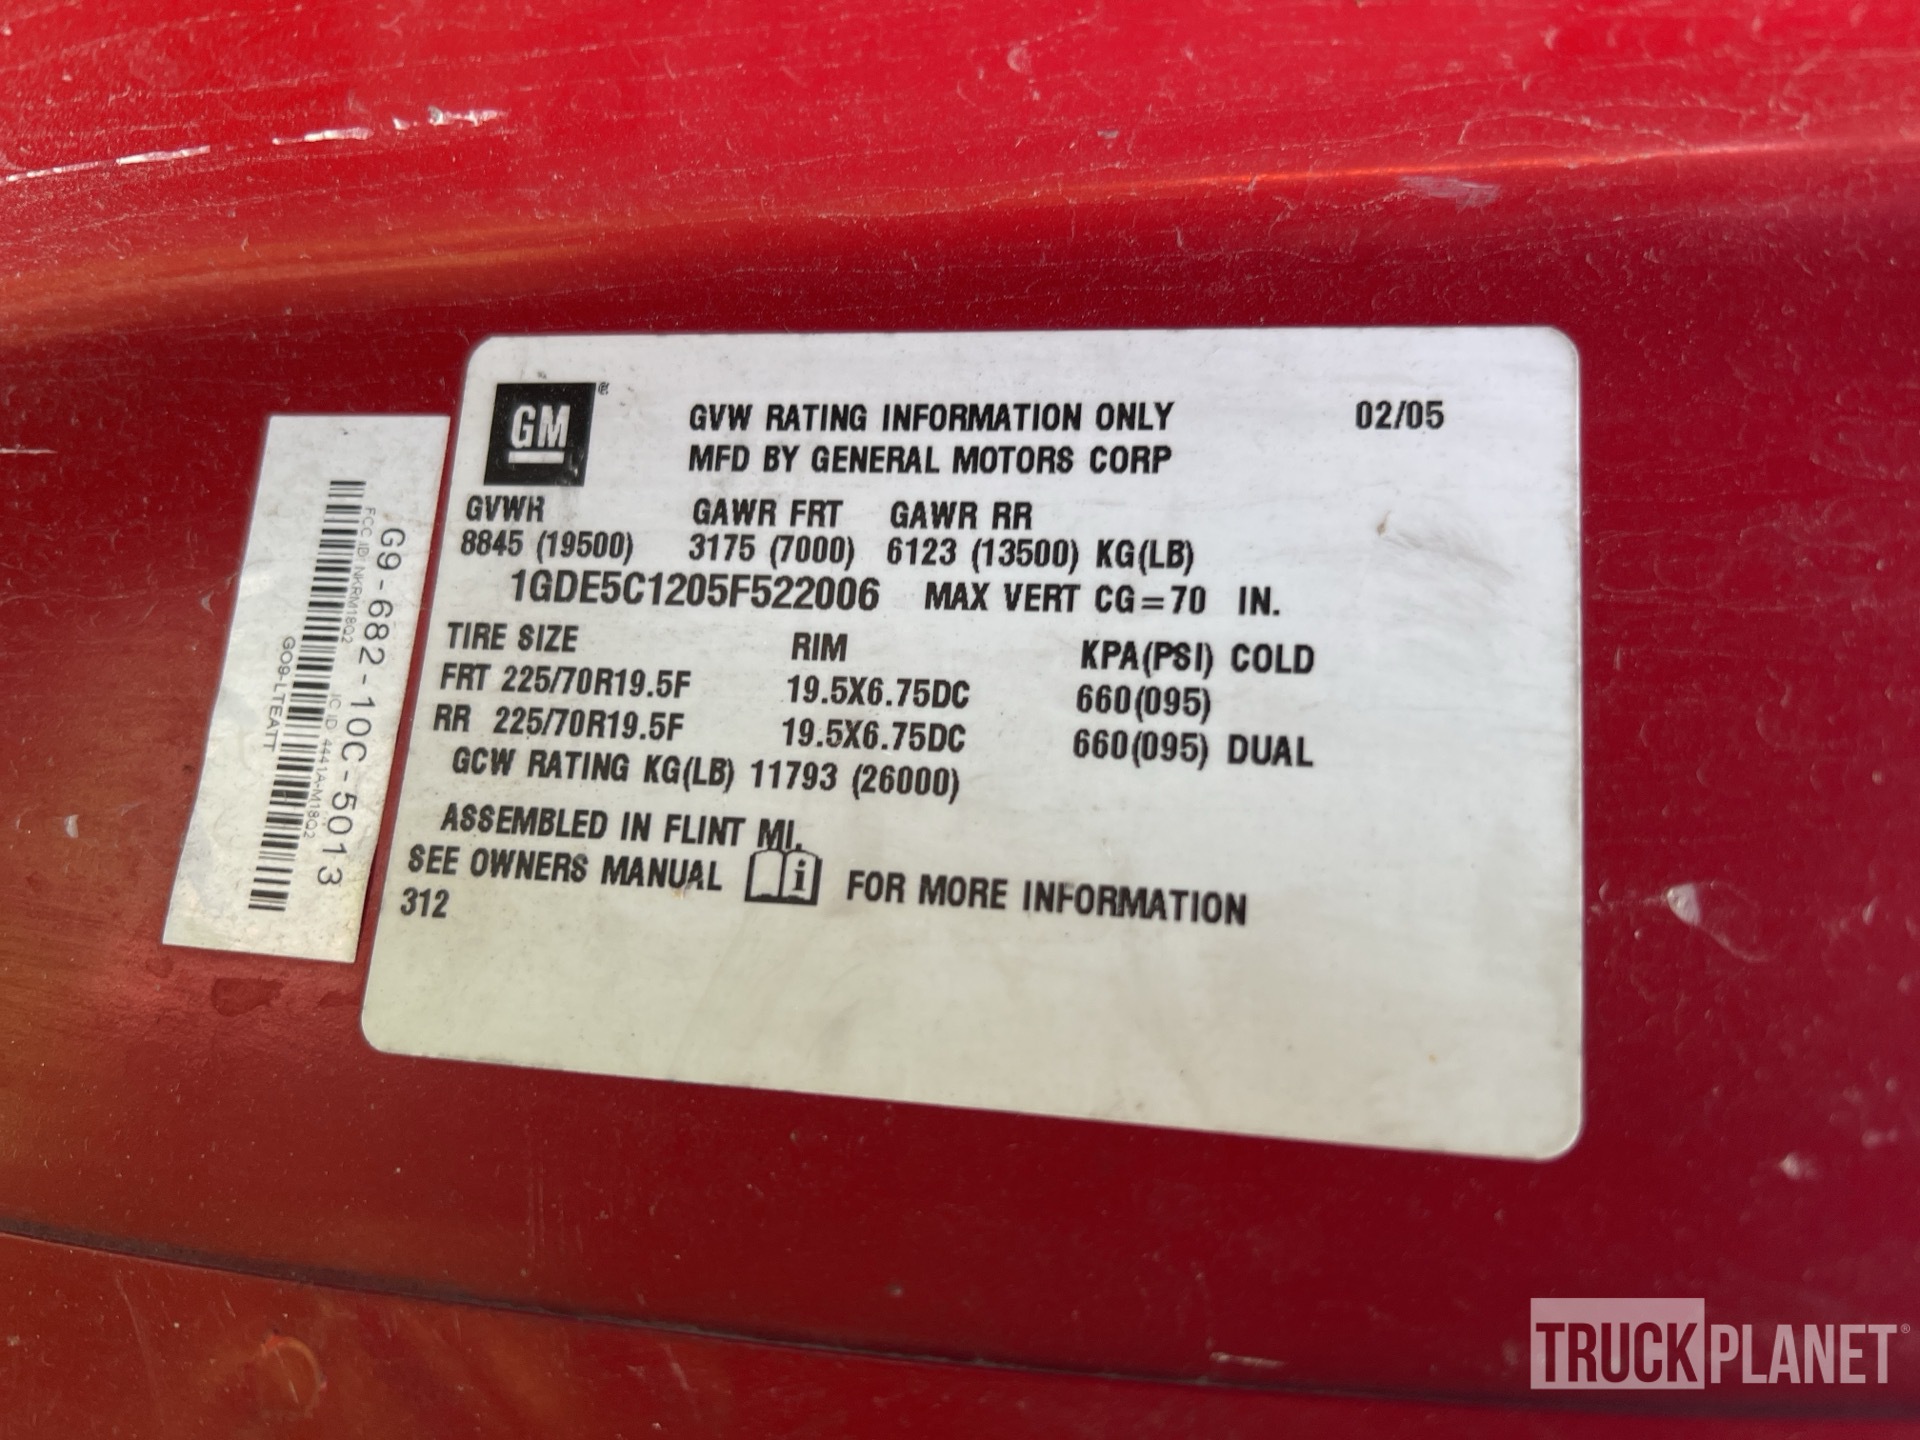 GM®
GVW RATING INFORMATION ONLY 02/05
MFD BY GENERAL MOTORS CORP
GVWR GAWR FRT GAWR RR
8845 (19500) 3175 (7000) 6123 (13500) KG(LB)
1GDE5C1205F522006 MAX VERT CG=70 IN.
TIRE SIZE RIM KPA(PSI) COLD
FRT 225/70R19.5F 19.5X6.75DC 660(095)
RR 225/70R19.5F 19.5X6.75DC 660(095) DUAL
GCW RATING KG(LB) 11793 (26000)
ASSEMBLED IN FLINT MI.
SEE OWNERS MANUAL i FOR MORE INFORMATION
312
G9-682-10C-5013
FCC ID: NKRM18Q2 IC ID 4441A-M18Q2
GO9-LTEATT
TRUCKPLANET®